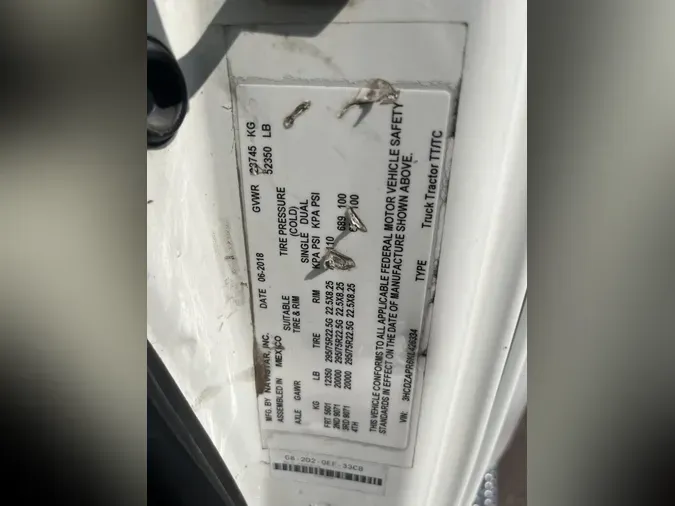 MFG. BY NAVISTAR, INC. DATE 06-2018 GVWR 23745 KG
ASSEMBLED IN MEXICO 52350 LB
SUITABLE TIRE PRESSURE
TIRE & RIM (COLD)
SINGLE DUAL
AXLE GAWR TIRE RIM KPA PSI KPA PSI
KG LB
FRT 5601 12350 295/75R22.5G 22.5X8.25 110
2ND 9071 20000 295/75R22.5G 22.5X8.25 689 100
3RD 9071 20000 295/75R22.5G 22.5X8.25 100
4TH
THIS VEHICLE CONFORMS TO ALL APPLICABLE FEDERAL MOTOR VEHICLE SAFETY
STANDARDS IN EFFECT ON THE DATE OF MANUFACTURE SHOWN ABOVE.
VIN: TYPE Truck Tractor TT/TC